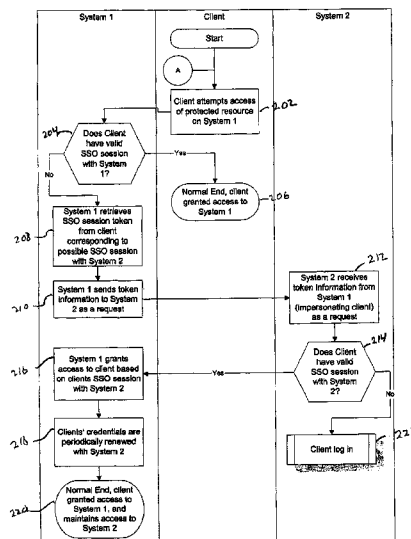 System 1
Client
System 2
Start
A
Client attempts access
of protected resource
on System 1
202
204
Does Client
have valid
SSO session
with System
1?
Yes
No
Normal End, client
granted access to
System 1
206
System 1 retrieves
SSO session token
from client
corresponding to
possible SSO session
with System 2
208
System 1 sends token
information to System
2 as a request
210
212
System 2 receives
token information from
System 1
(impersonating client)
as a request
214
Does Client
have valid
SSO session
with System
2?
Yes
No
216
System 1 grants
access to client based
on clients SSO session
with System 2
Client log in
22
218
Clients' credentials are
periodically renewed
with System 2
220
Normal End, client
granted access to
System 1, and
maintains access to
System 2